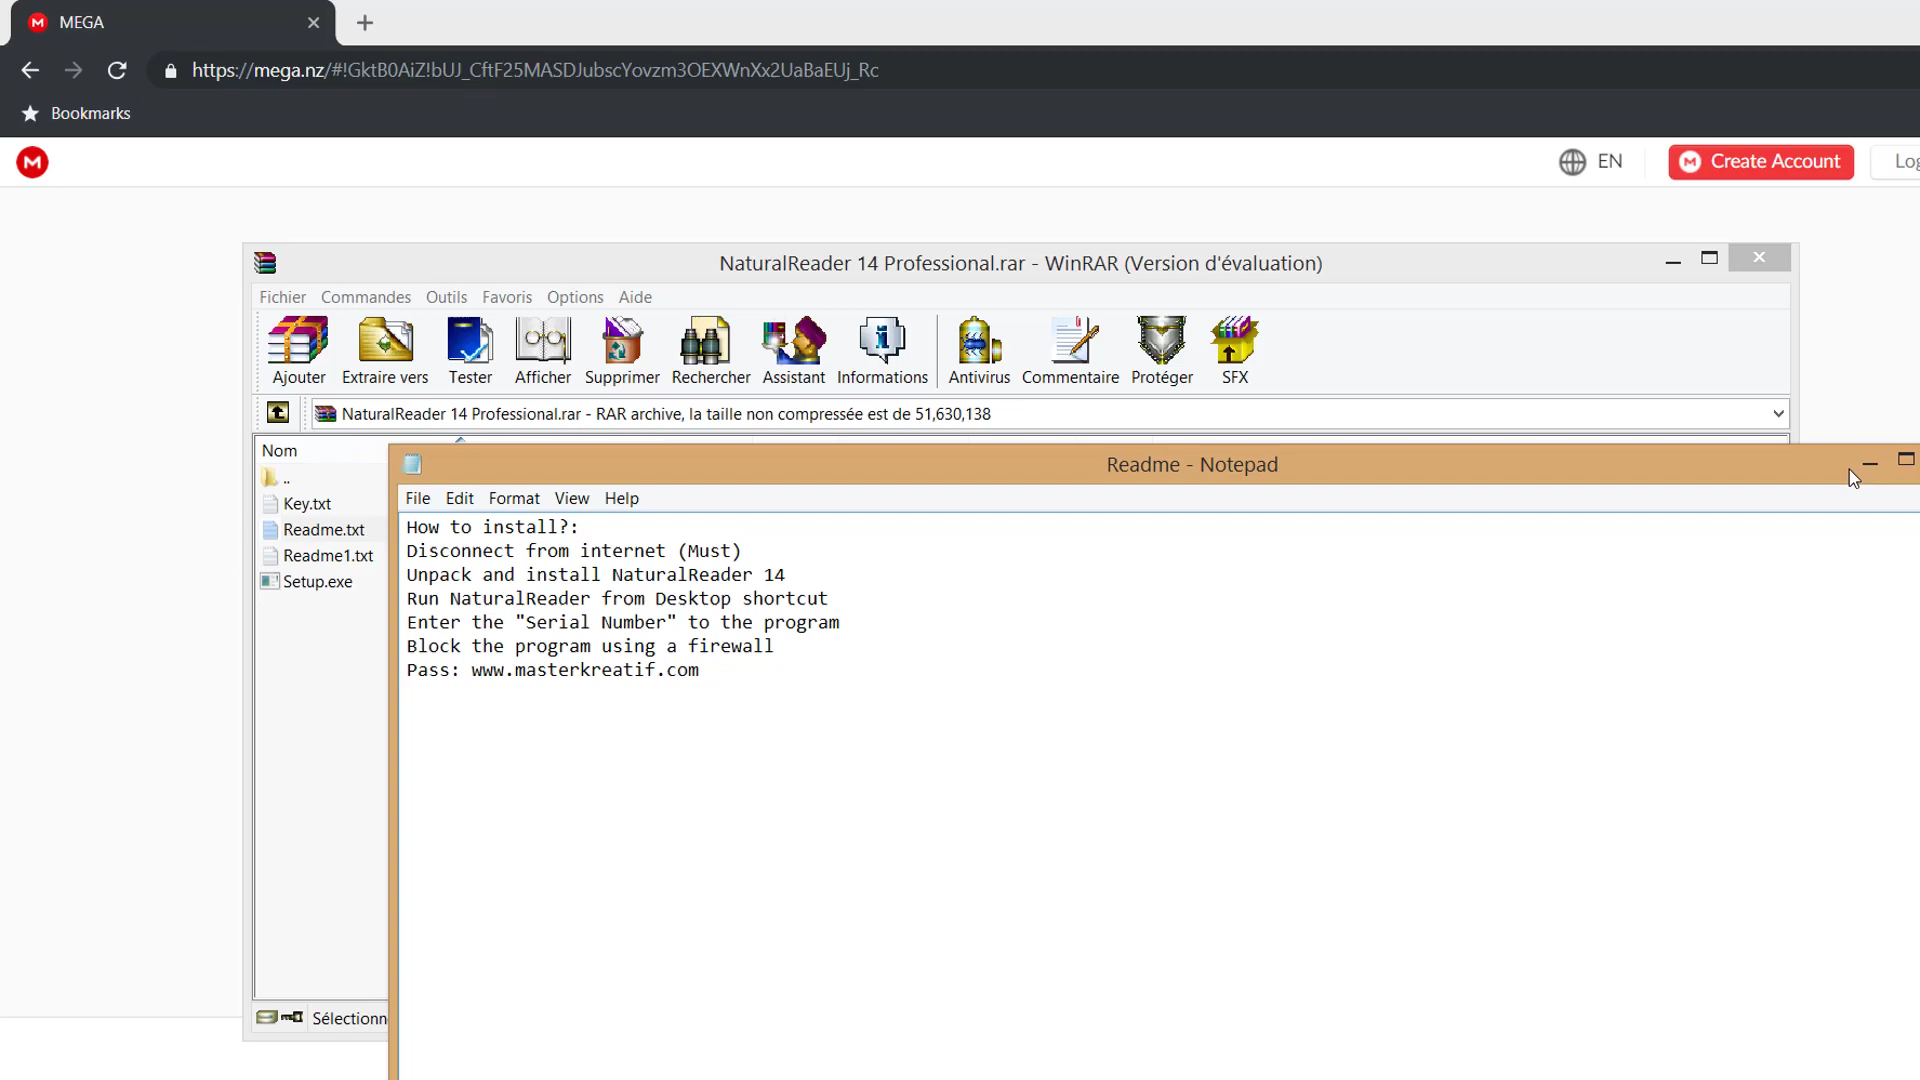 MEGA
https://mega.nz/#!GktB0AiZ!bUJ_CftF25MASDJubscYovzm3OEXWnXx2UaBaEUj_Rc
Bookmarks
EN
Create Account
Log
NaturalReader 14 Professional.rar - WinRAR (Version d'évaluation)
Fichier Commandes Outils Favoris Options Aide
Ajouter Extraire vers Tester Afficher Supprimer Rechercher Assistant Informations Antivirus Commentaire Protéger SFX
NaturalReader 14 Professional.rar - RAR archive, la taille non compressée est de 51,630,138
Nom
..
Key.txt
Readme.txt
Readme1.txt
Setup.exe
Sélectionn
Readme - Notepad
File Edit Format View Help
How to install?:
Disconnect from internet (Must)
Unpack and install NaturalReader 14
Run NaturalReader from Desktop shortcut
Enter the "Serial Number" to the program
Block the program using a firewall
Pass: www.masterkreatif.com